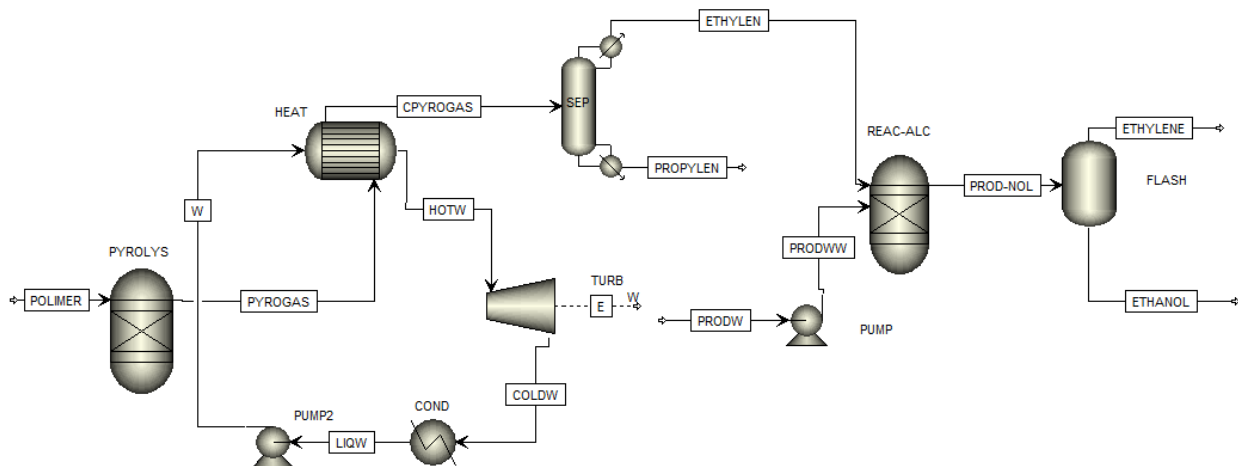 ETHYLEN
HEAT
CPYROGAS
SEP
REAC-ALC
ETHYLENE
PROPYLEN
PROD-NOL
FLASH
W
HOTW
PYROLYS
PRODWW
POLIMER
PYROGAS
TURB
E
W
ETHANOL
PRODW
PUMP
COLDW
PUMP2
COND
LIQW